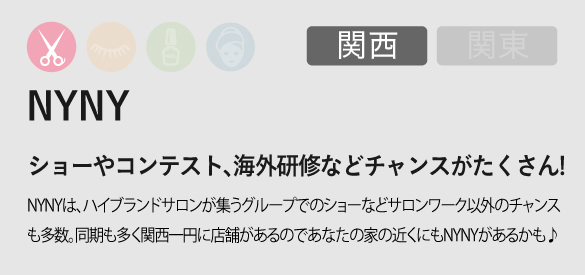 関西 関東
NYNY
ショーやコンテスト、海外研修などチャンスがたくさん!
NYNYは、ハイブランドサロンが集うグループでのショーなどサロンワーク以外のチャンス
も多数。同期も多く関西一円に店舗があるのであなたの家の近くにもNYNYがあるかも♪